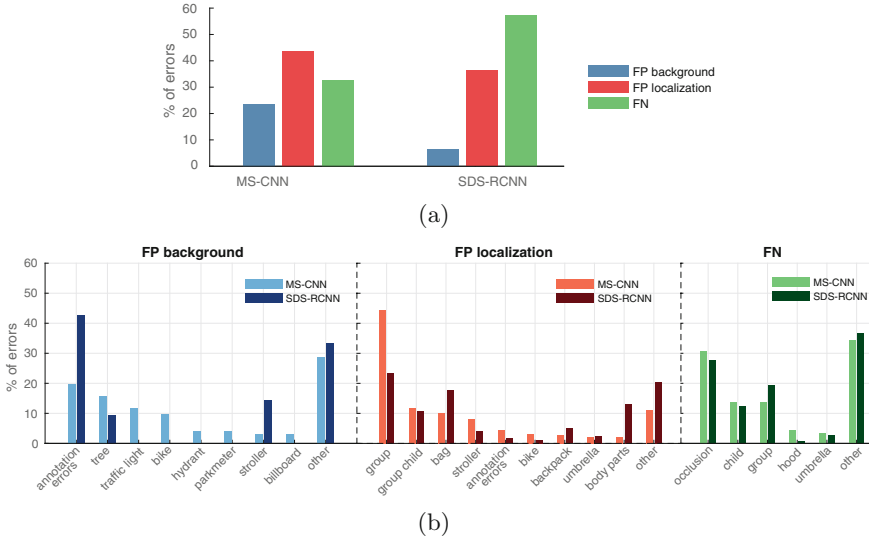 60
50
40
30
20
10
0
% of errors
MS-CNN
SDS-RCNN
FP background
FP localization
FN
(a)
FP background
FP localization
FN
60
50
40
30
20
10
0
% of errors
MS-CNN
SDS-RCNN
MS-CNN
SDS-RCNN
MS-CNN
SDS-RCNN
annotation
errors
tree
traffic light
bike
hydrant
parkmeter
stroller
billboard
other
group
group child
bag
stroller
annotation
errors
bike
backpack
umbrella
body parts
other
occlusion
child
group
hood
umbrella
other
(b)